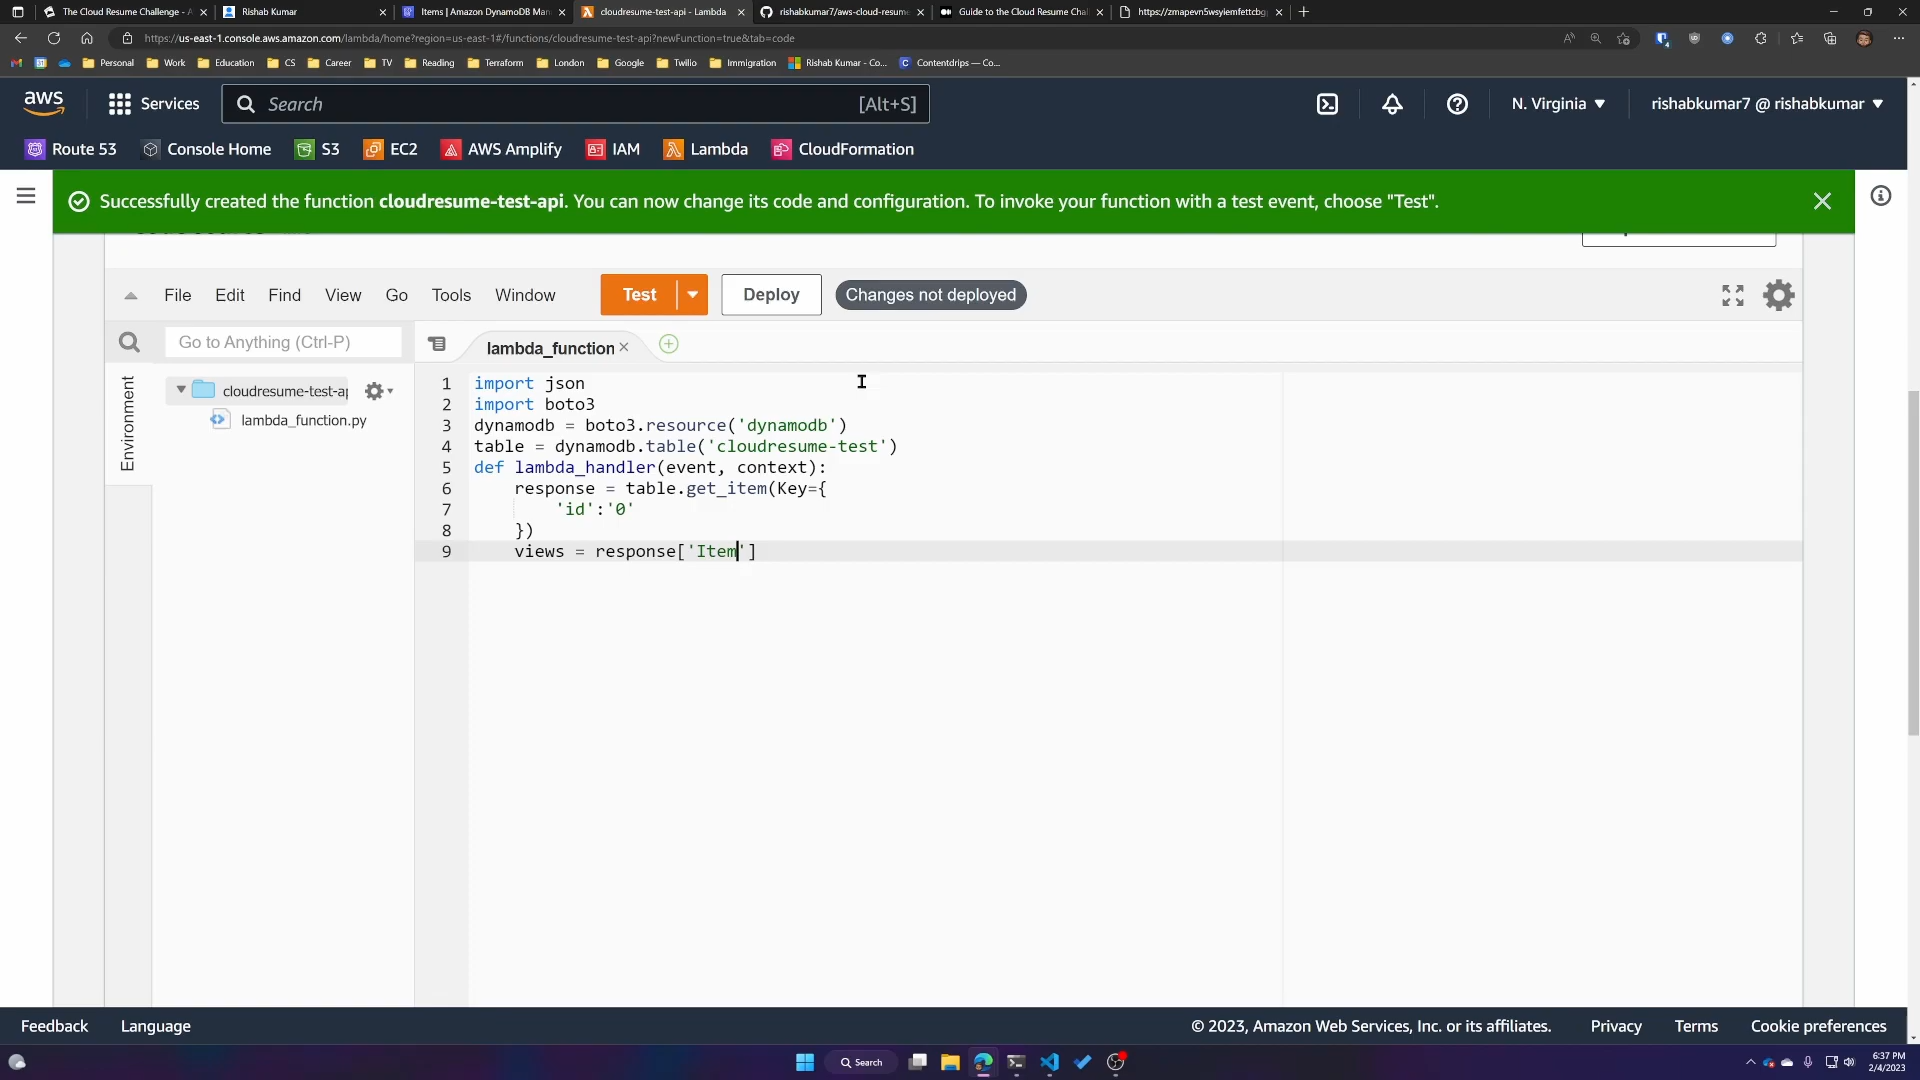 The Cloud Resume Challenge - A
Rishab Kumar
Items | Amazon DynamoDB Man
cloudresume-test-api - Lambda
rishabkumar7/aws-cloud-resume
Guide to the Cloud Resume Chal
https://zmapevn5wsyiemfettcbg
https://us-east-1.console.aws.amazon.com/lambda/home?region=us-east-1#/functions/cloudresume-test-api?newFunction=true&tab=code
Personal
Work
Education
CS
Career
TV
Reading
Terraform
London
Google
Twilio
Immigration
Rishab Kumar - Co...
Contentdrips — Co...
aws
Services
Search
[Alt+S]
N. Virginia
rishabkumar7 @ rishabkumar
Route 53
Console Home
S3
EC2
AWS Amplify
IAM
Lambda
CloudFormation
Successfully created the function cloudresume-test-api. You can now change its code and configuration. To invoke your function with a test event, choose "Test".
File
Edit
Find
View
Go
Tools
Window
Test
Deploy
Changes not deployed
Go to Anything (Ctrl-P)
lambda_function
Environment
cloudresume-test-ap
lambda_function.py
1 import json
2 import boto3
3 dynamodb = boto3.resource('dynamodb')
4 table = dynamodb.table('cloudresume-test')
5 def lambda_handler(event, context):
6 response = table.get_item(Key={
7 'id':'0'
8 })
9 views = response['Item']
Feedback
Language
© 2023, Amazon Web Services, Inc. or its affiliates.
Privacy
Terms
Cookie preferences
Search
6:37 PM
2/4/2023